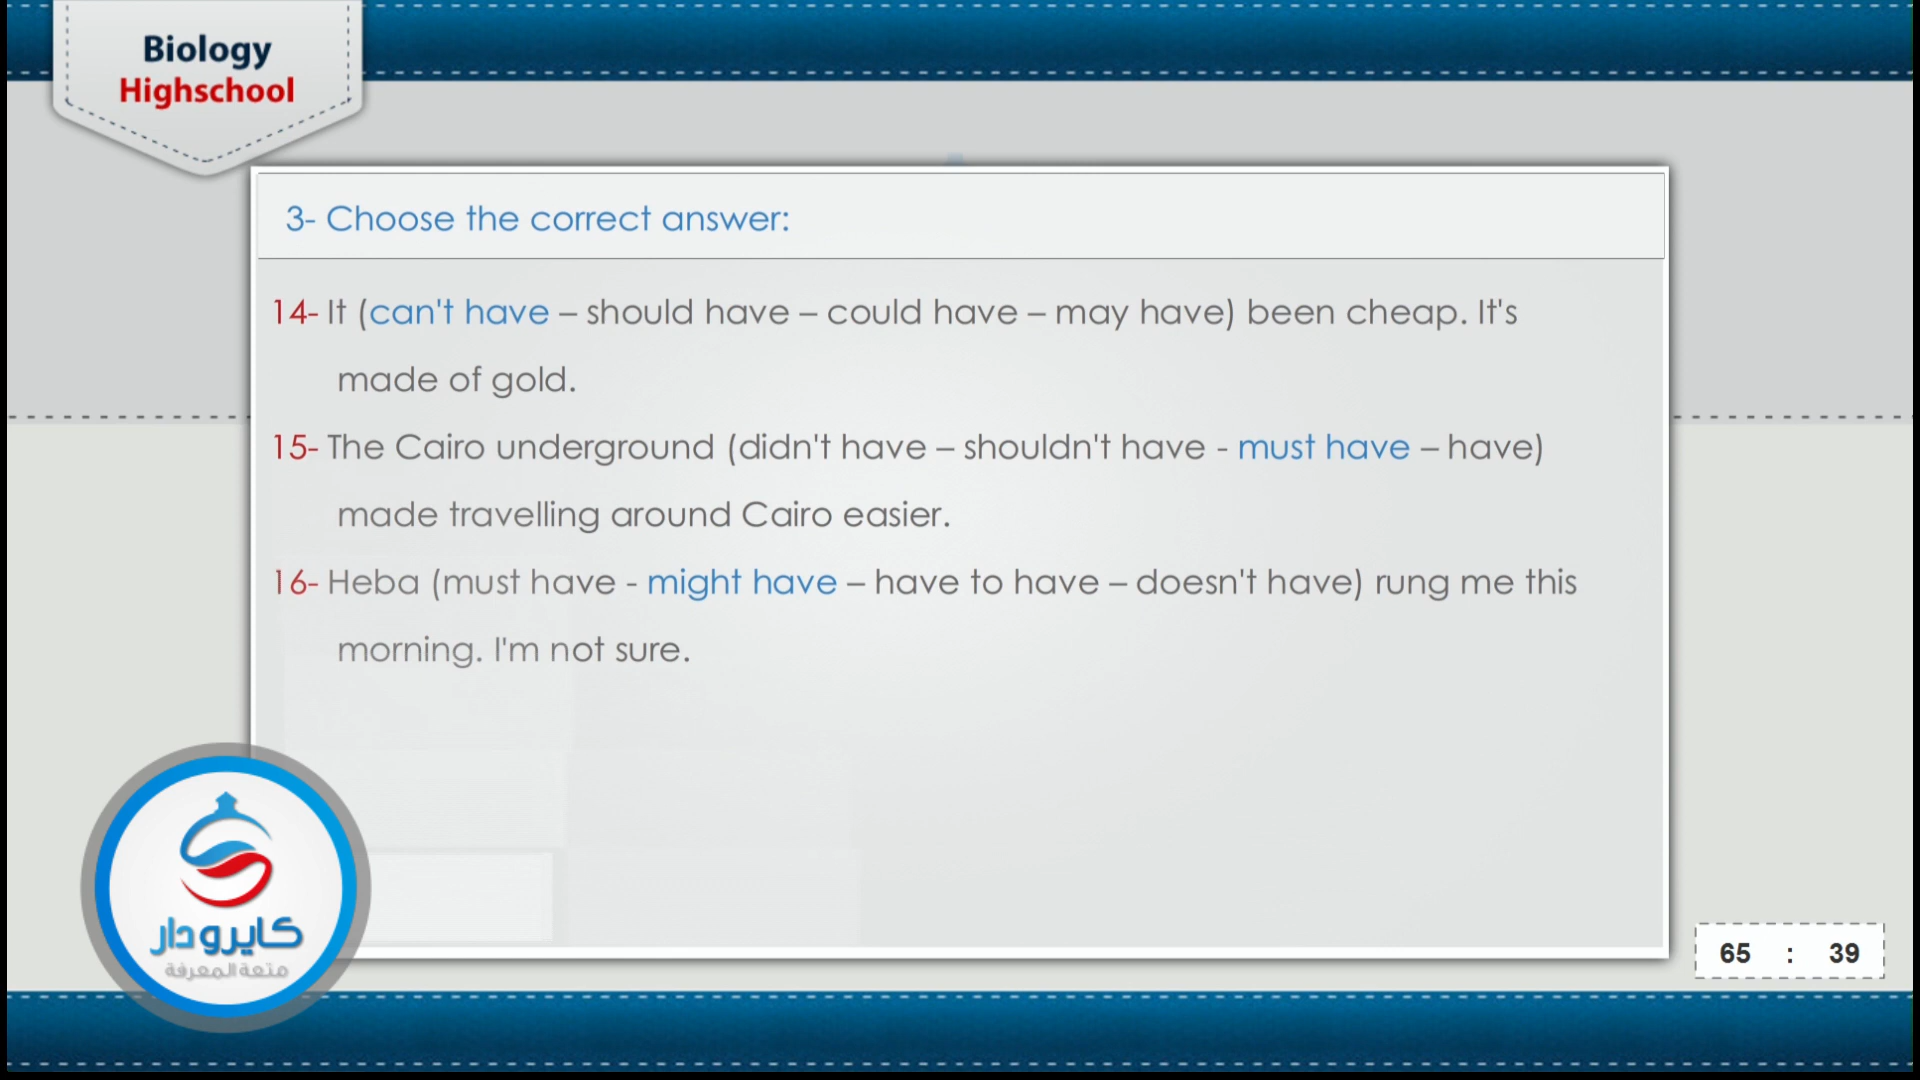 Biology
Highschool
3- Choose the correct answer:
14- It (can't have – should have – could have – may have) been cheap. It's
made of gold.
15- The Cairo underground (didn't have – shouldn't have - must have – have)
made travelling around Cairo easier.
16- Heba (must have - might have – have to have – doesn't have) rung me this
morning. I'm not sure.
كايرودار
متعة المعرفة
65 : 39